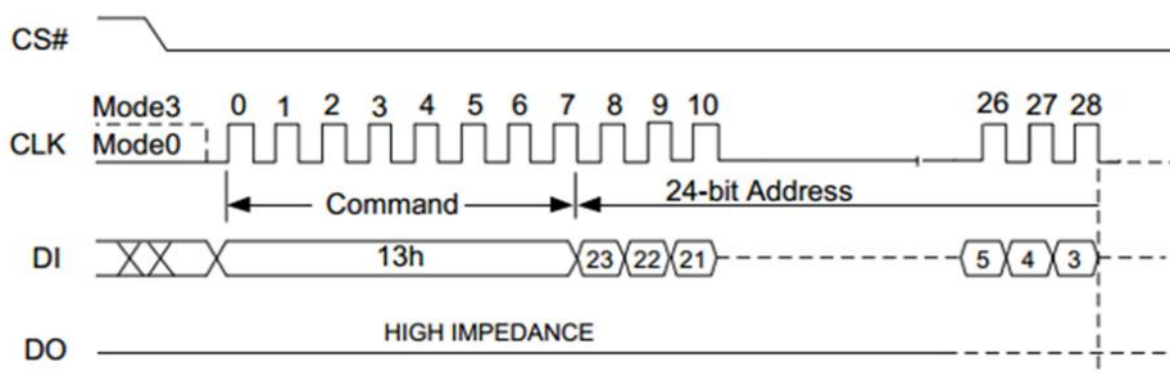 CS#
Mode3 0 1 2 3 4 5 6 7 8 9 10 26 27 28
CLK Mode0
Command 24-bit Address
DI 13h 23 22 21 5 4 3
HIGH IMPEDANCE
DO